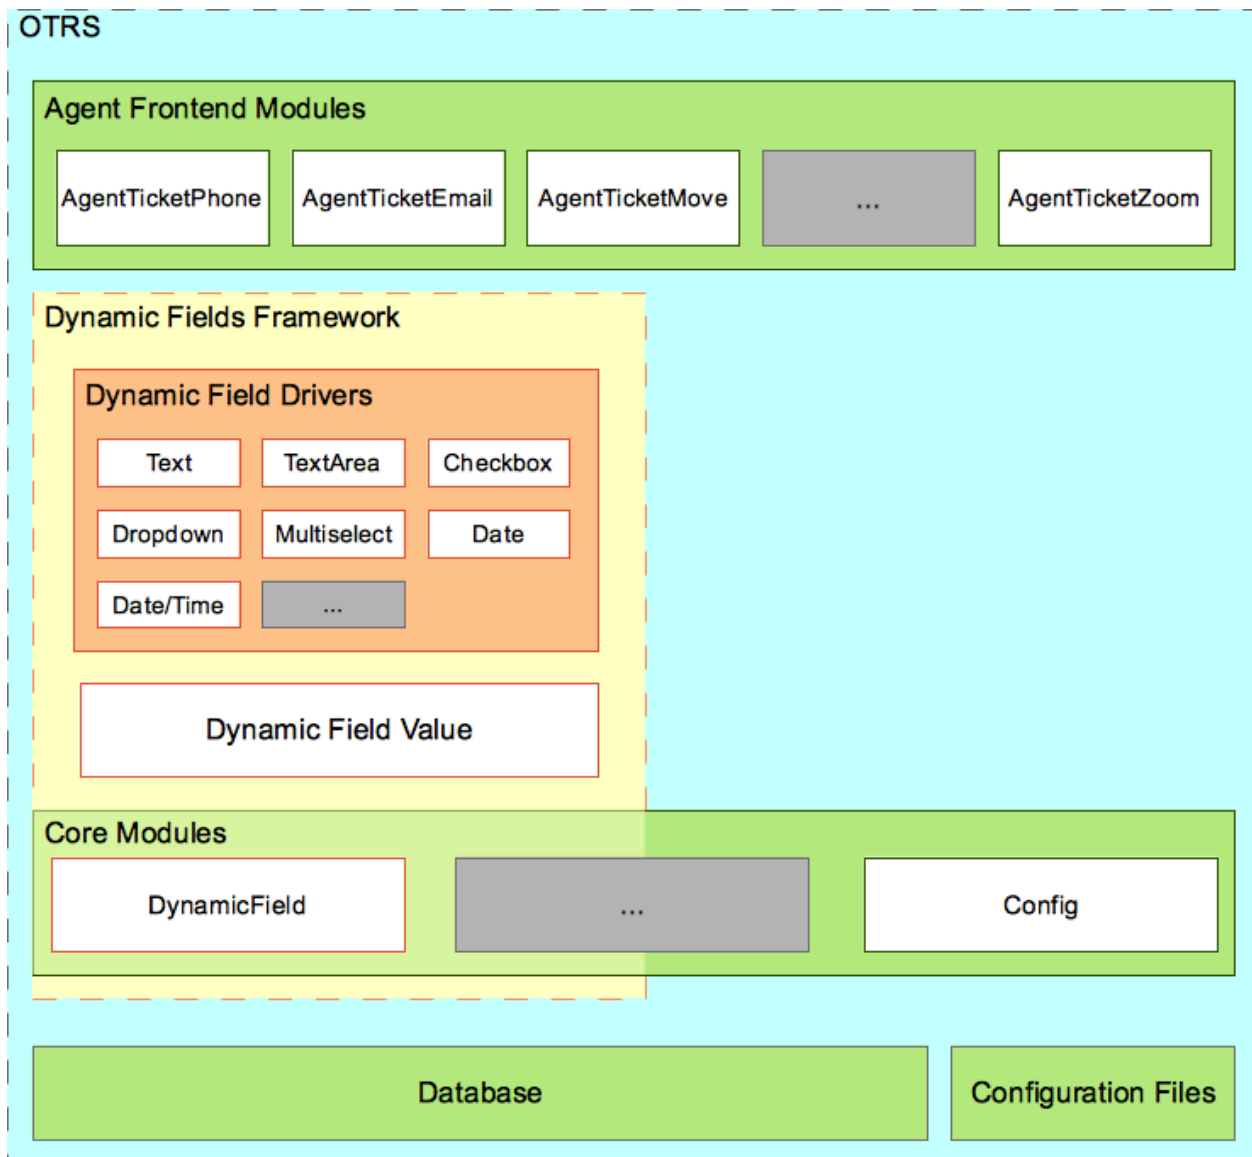 OTRS
Agent Frontend Modules
AgentTicketPhone
AgentTicketEmail
AgentTicketMove
...
AgentTicketZoom
Dynamic Fields Framework
Dynamic Field Drivers
Text
TextArea
Checkbox
Dropdown
Multiselect
Date
Date/Time
...
Dynamic Field Value
Core Modules
DynamicField
...
Config
Database
Configuration Files